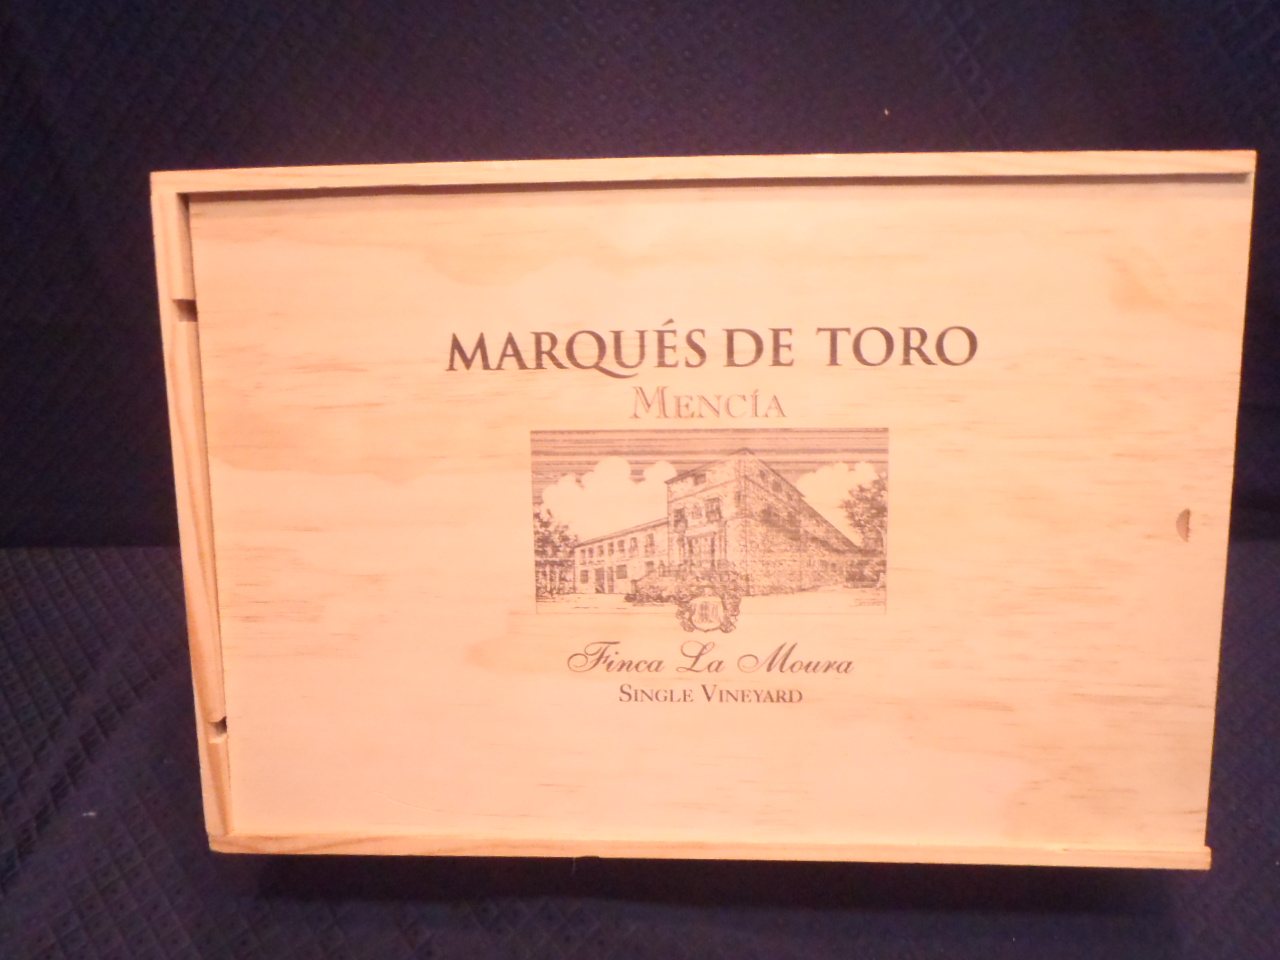 MARQUÉS DE TORO
MENCÍA
Finca La Moura
SINGLE VINEYARD